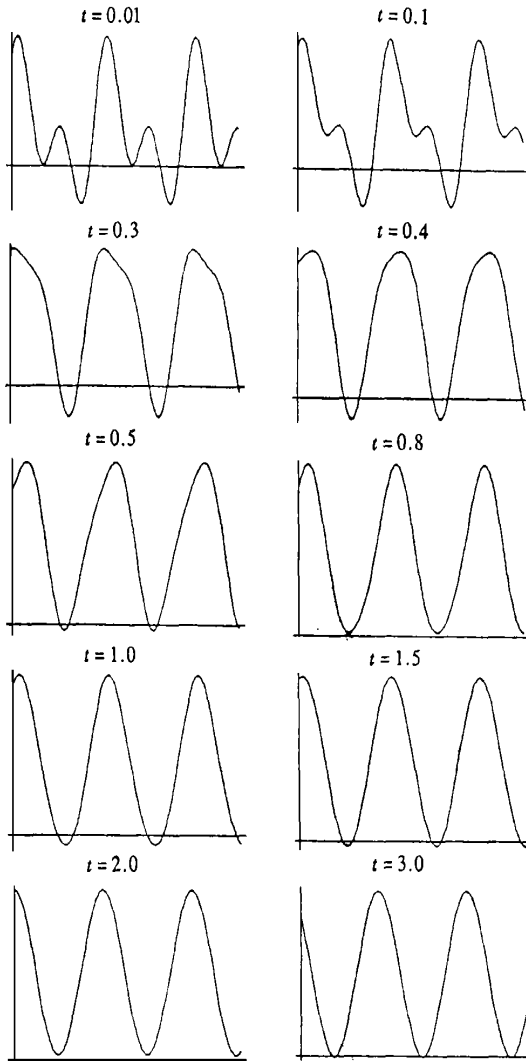 t = 0.01
t = 0.1
t = 0.3
t = 0.4
t = 0.5
t = 0.8
t = 1.0
t = 1.5
t = 2.0
t = 3.0